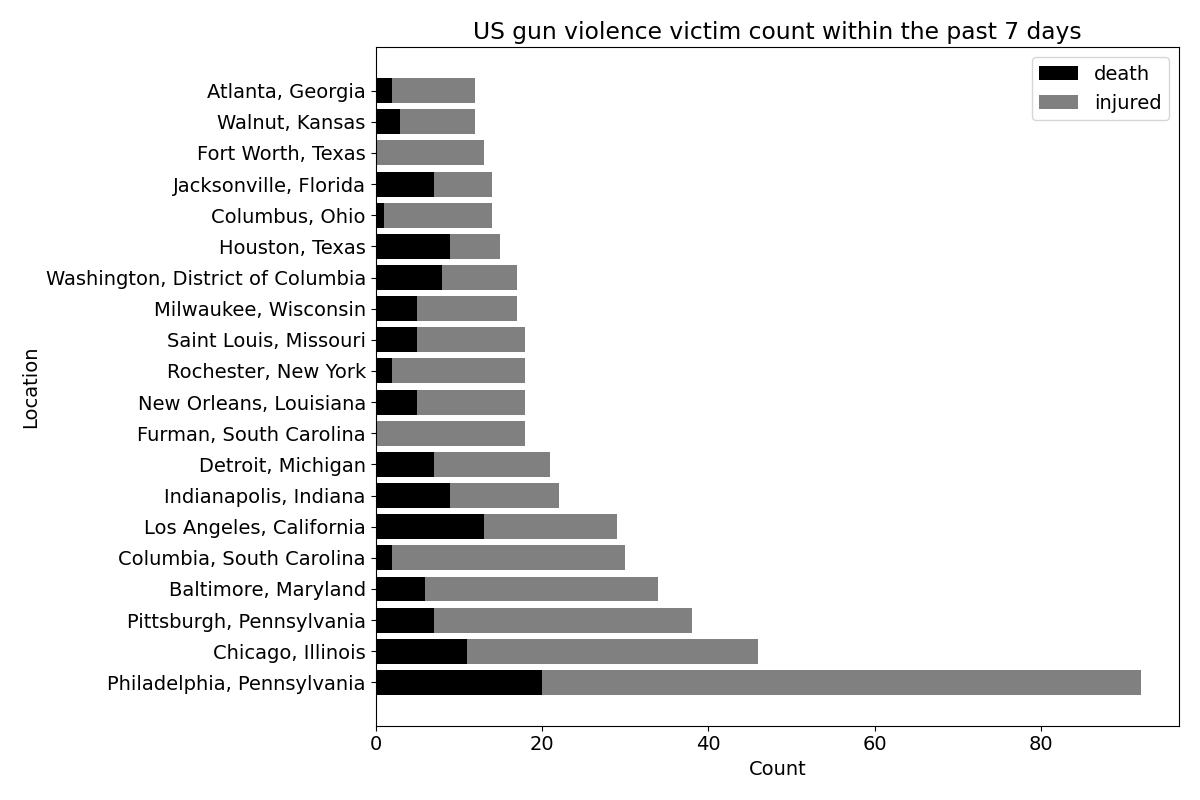 US gun violence victim count within the past 7 days
death
injured
Atlanta, Georgia
Walnut, Kansas
Fort Worth, Texas
Jacksonville, Florida
Columbus, Ohio
Houston, Texas
Washington, District of Columbia
Milwaukee, Wisconsin
Saint Louis, Missouri
Rochester, New York
New Orleans, Louisiana
Furman, South Carolina
Detroit, Michigan
Indianapolis, Indiana
Los Angeles, California
Columbia, South Carolina
Baltimore, Maryland
Pittsburgh, Pennsylvania
Chicago, Illinois
Philadelphia, Pennsylvania
Location
0 20 40 60 80
Count